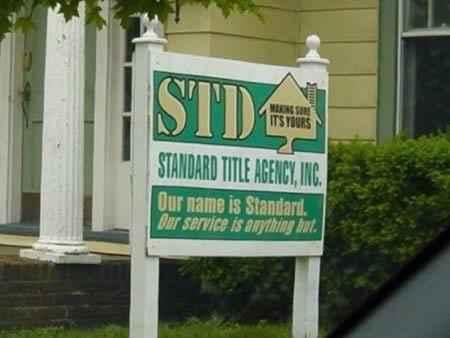 STD
MAKING SURE
IT'S YOURS
STANDARD TITLE AGENCY, INC.
Our name is Standard.
Our service is anything but.